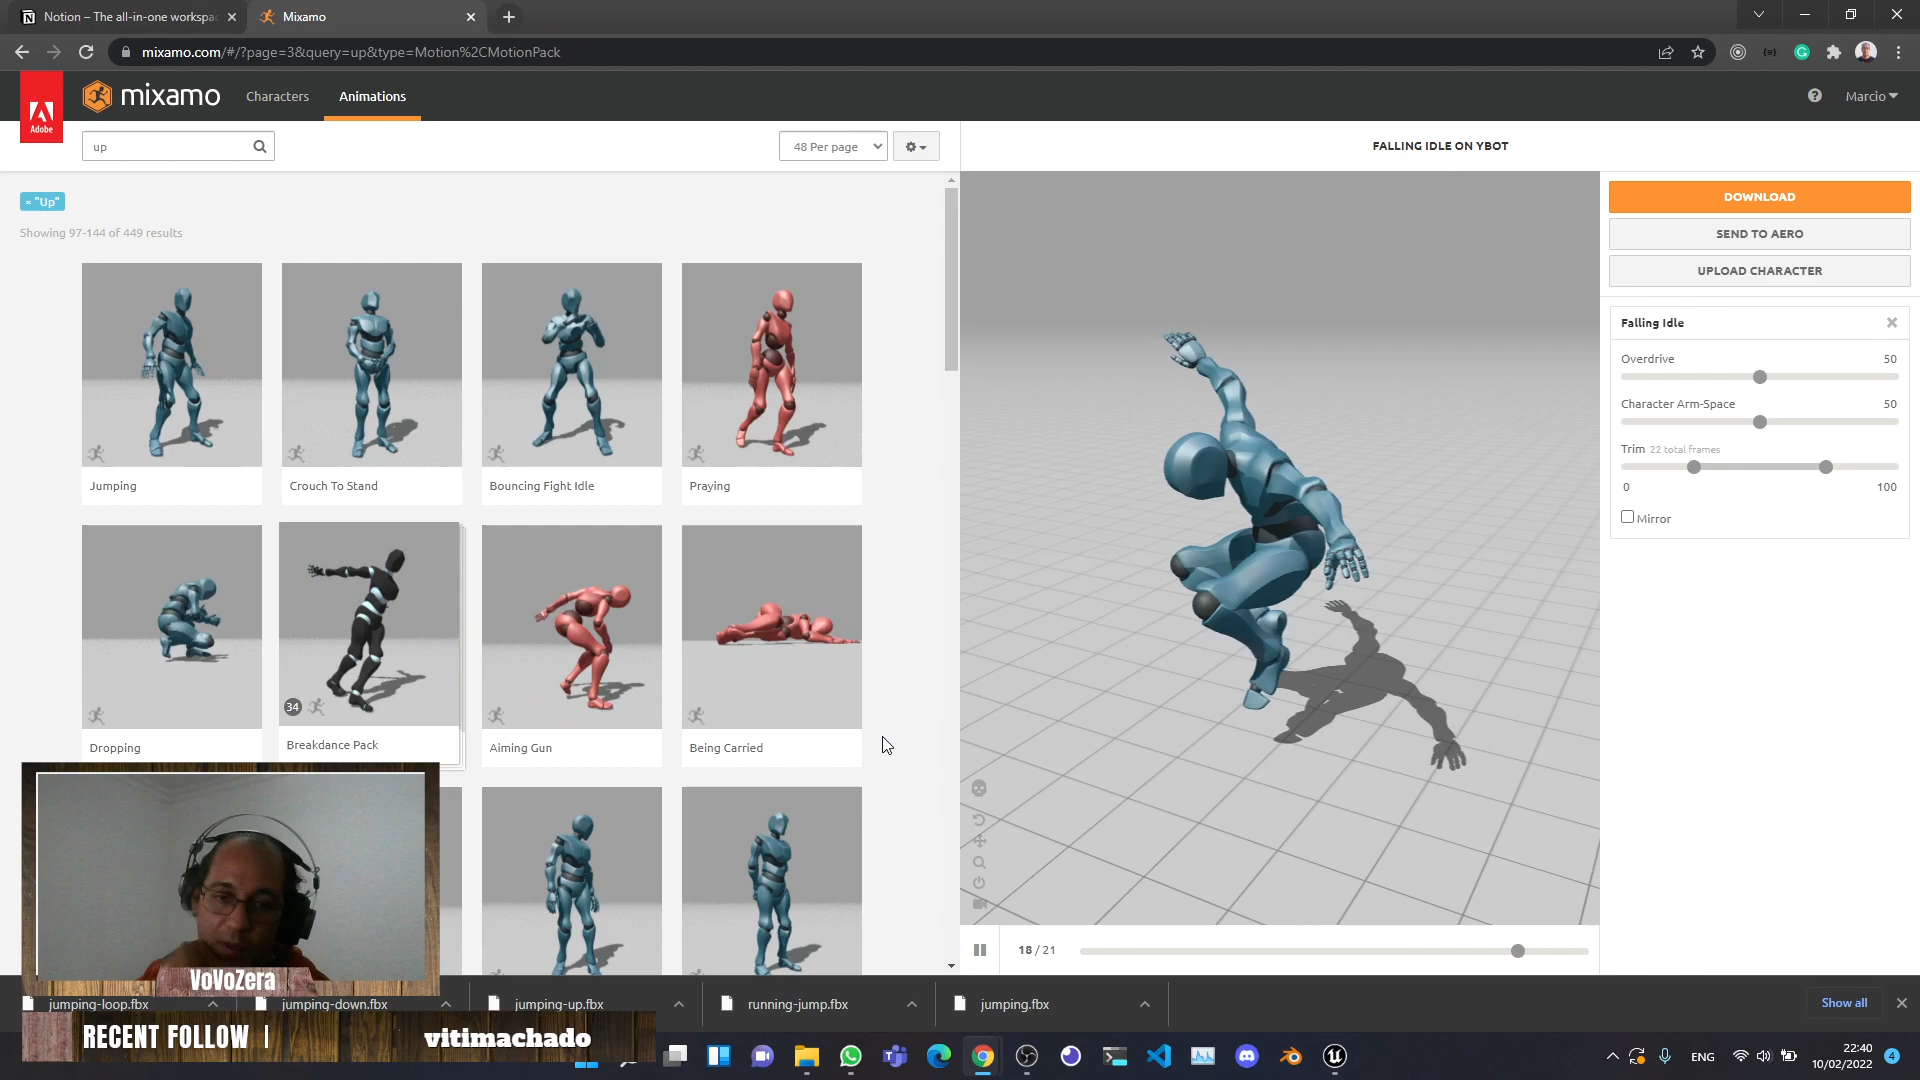 Notion – The all-in-one workspac
Mixamo
mixamo.com/#/?page=3&query=up&type=Motion%2CMotionPack
Adobe
mixamo
Characters
Animations
Marcio
up
48 Per page
FALLING IDLE ON YBOT
× "Up"
Showing 97-144 of 449 results
DOWNLOAD
SEND TO AERO
UPLOAD CHARACTER
Falling Idle
Overdrive 50
Character Arm-Space 50
Trim 22 total frames
0 100
Mirror
Jumping
Crouch To Stand
Bouncing Fight Idle
Praying
34
Dropping
Breakdance Pack
Aiming Gun
Being Carried
18 / 21
VoVoZera
jumping-loop.fbx
jumping-down.fbx
jumping-up.fbx
running-jump.fbx
jumping.fbx
Show all
RECENT FOLLOW |
vitimachado
ENG
22:40
10/02/2022
4